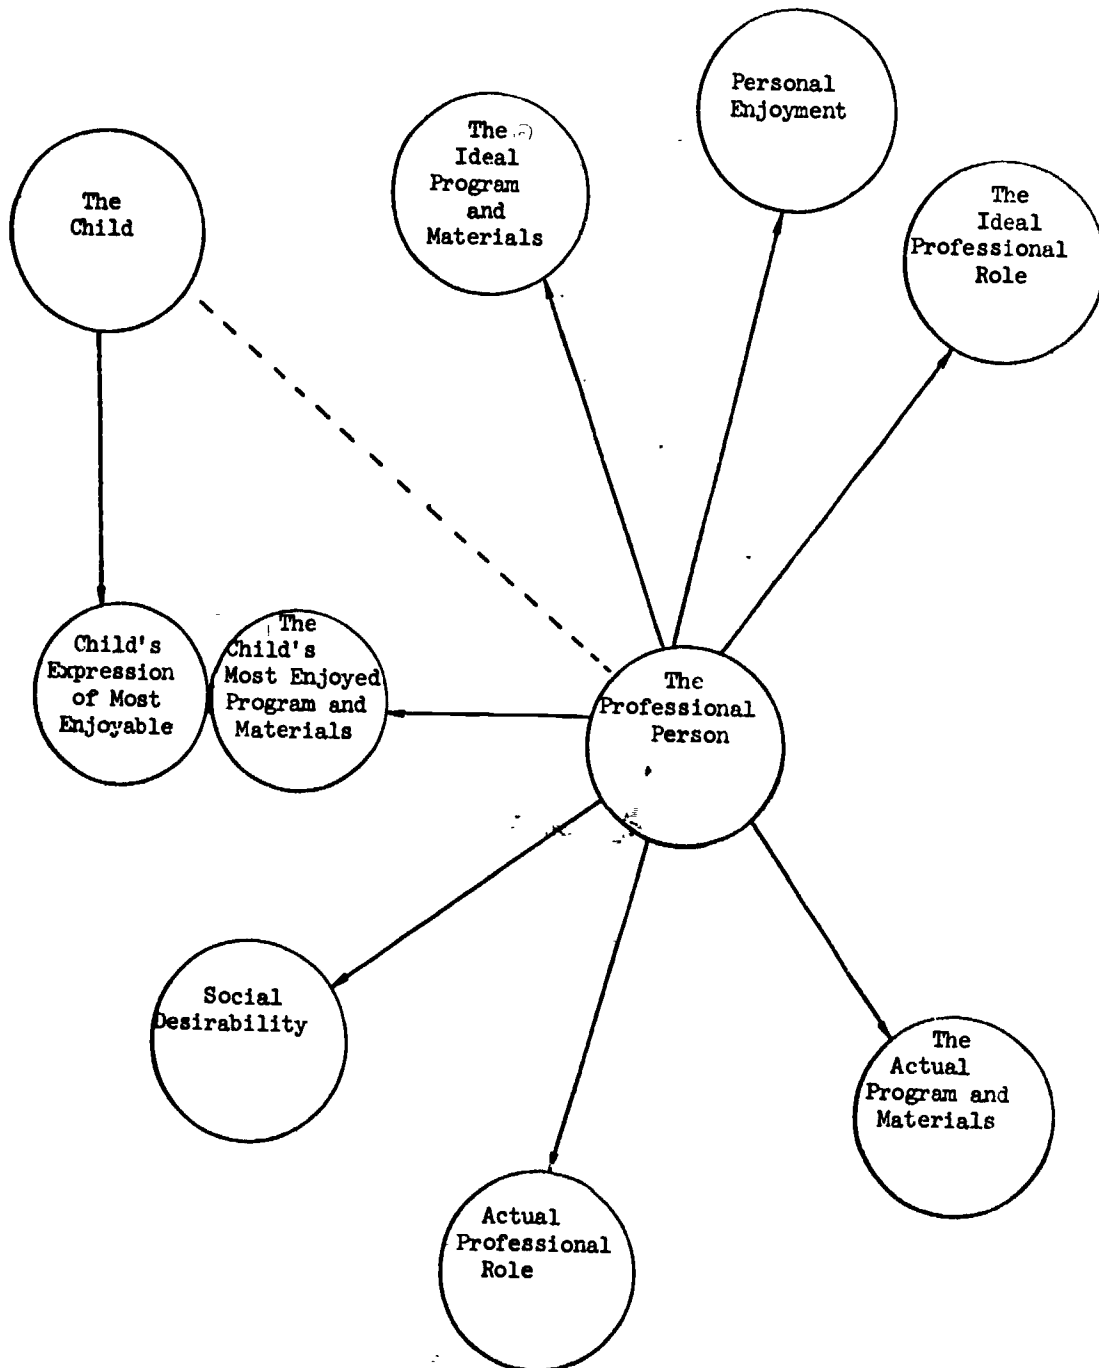 Personal
Enjoyment
The
Ideal
Program
and
Materials
The
Child
The
Ideal
Professional
Role
Child's
Expression
of Most
Enjoyable
The
Child's
Most Enjoyed
Program and
Materials
The
Professional
Person
Social
Desirability
The
Actual
Program and
Materials
Actual
Professional
Role